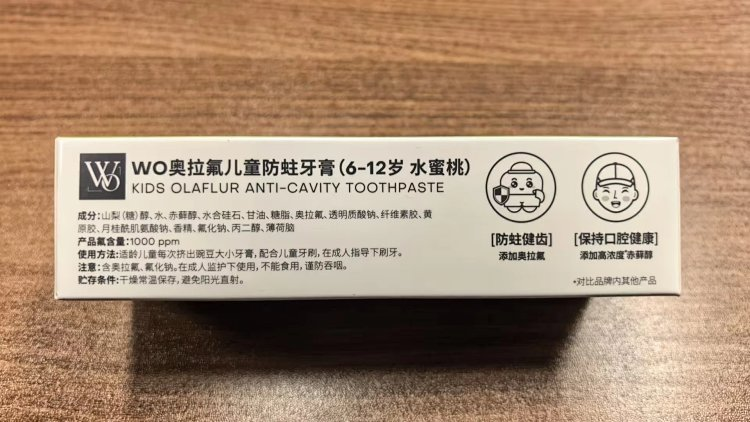 WO
WO奥拉氟儿童防蛀牙膏(6-12岁 水蜜桃)
KIDS OLAFLUR ANTI-CAVITY TOOTHPASTE
成分:山梨(糖)醇、水、赤藓醇、水合硅石、甘油、糖脂、奥拉氟、透明质酸钠、纤维素胶、黄
原胶、月桂酰肌氨酸钠、香精、氟化钠、丙二醇、薄荷脑
产品氟含量:1000 ppm
使用方法:适龄儿童每次挤出豌豆大小牙膏,配合儿童牙刷,在成人指导下刷牙。
注意:含奥拉氟、氟化钠。在成人监护下使用,不能食用,谨防吞咽。
贮存条件:干燥常温保存,避免阳光直射。
[防蛀健齿]
添加奥拉氟
[保持口腔健康]
添加高浓度*赤藓醇
*对比品牌内其他产品